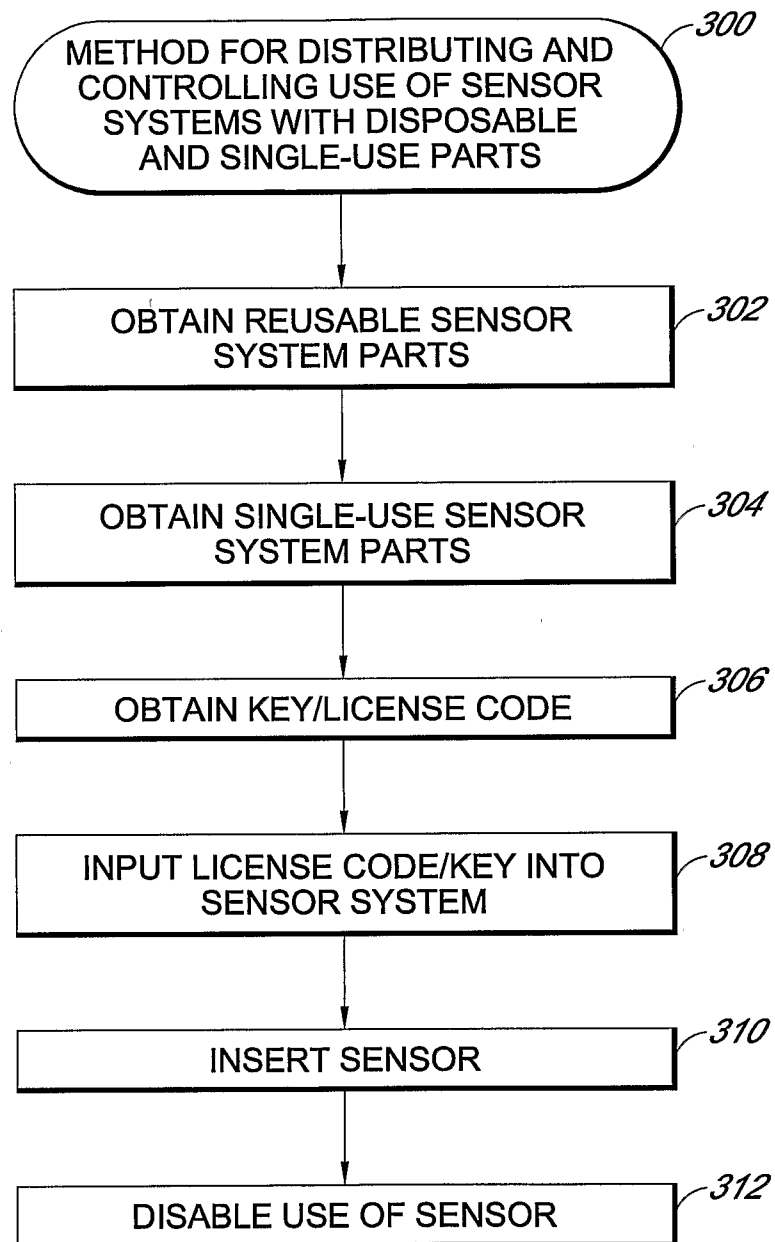 300
METHOD FOR DISTRIBUTING AND
CONTROLLING USE OF SENSOR
SYSTEMS WITH DISPOSABLE
AND SINGLE-USE PARTS
302
OBTAIN REUSABLE SENSOR
SYSTEM PARTS
304
OBTAIN SINGLE-USE SENSOR
SYSTEM PARTS
306
OBTAIN KEY/LICENSE CODE
308
INPUT LICENSE CODE/KEY INTO
SENSOR SYSTEM
310
INSERT SENSOR
312
DISABLE USE OF SENSOR